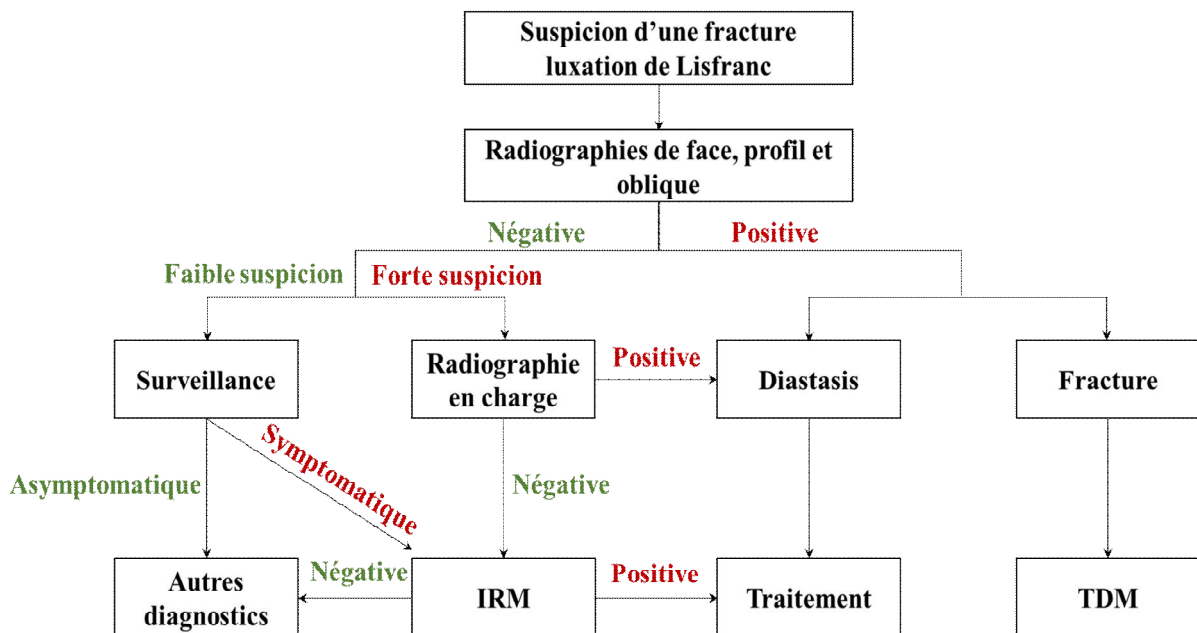 Suspicion d'une fracture
luxation de Lisfranc
Radiographies de face, profil et
oblique
Négative
Positive
Faible suspicion
Forte suspicion
Surveillance
Radiographie
en charge
Positive
Diastasis
Fracture
Asymptomatique
Symptomatique
Négative
Autres
diagnostics
Négative
IRM
Positive
Traitement
TDM